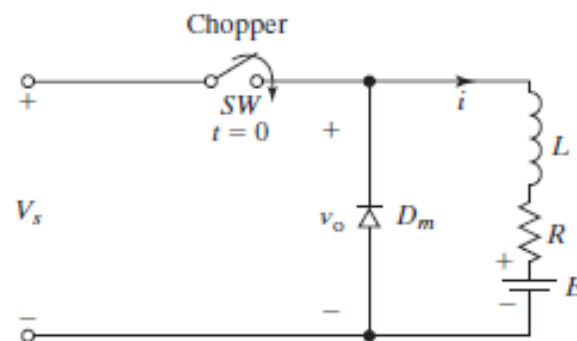 Chopper
+
SW
t = 0
+
i
L
V_s
v_o
D_m
R
+
E
−
−
−